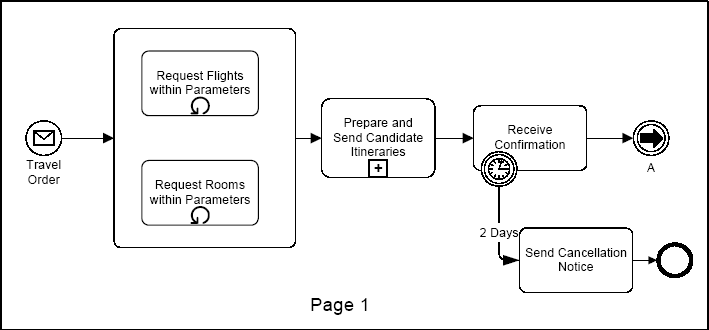 Travel
Order
Request Flights
within Parameters
Request Rooms
within Parameters
Prepare and
Send Candidate
Itineraries
Receive
Confirmation
A
2 Days
Send Cancellation
Notice
Page 1